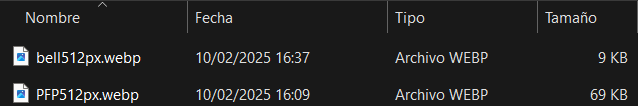 Nombre Fecha Tipo Tamaño
bell512px.webp 10/02/2025 16:37 Archivo WEBP 9 KB
PFP512px.webp 10/02/2025 16:09 Archivo WEBP 69 KB